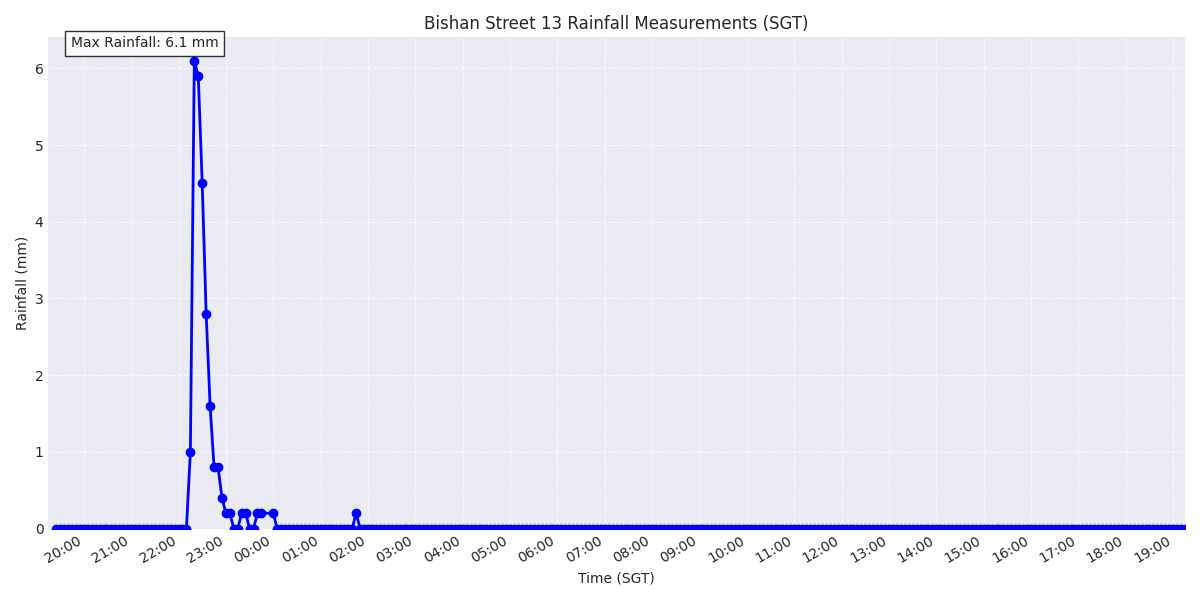 Bishan Street 13 Rainfall Measurements (SGT)
Max Rainfall: 6.1 mm
Rainfall (mm)
6
5
4
3
2
1
0
20:00 21:00 22:00 23:00 00:00 01:00 02:00 03:00 04:00 05:00 06:00 07:00 08:00 09:00 10:00 11:00 12:00 13:00 14:00 15:00 16:00 17:00 18:00 19:00
Time (SGT)